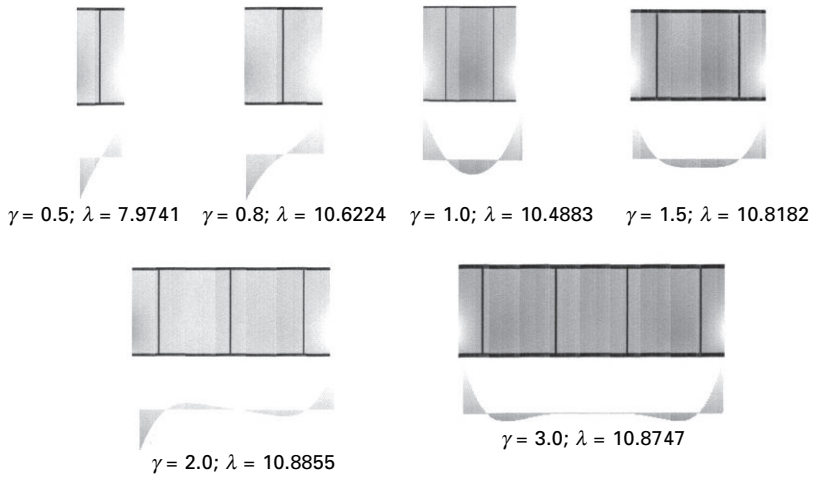 γ = 0.5; λ = 7.9741
γ = 0.8; λ = 10.6224
γ = 1.0; λ = 10.4883
γ = 1.5; λ = 10.8182
γ = 2.0; λ = 10.8855
γ = 3.0; λ = 10.8747